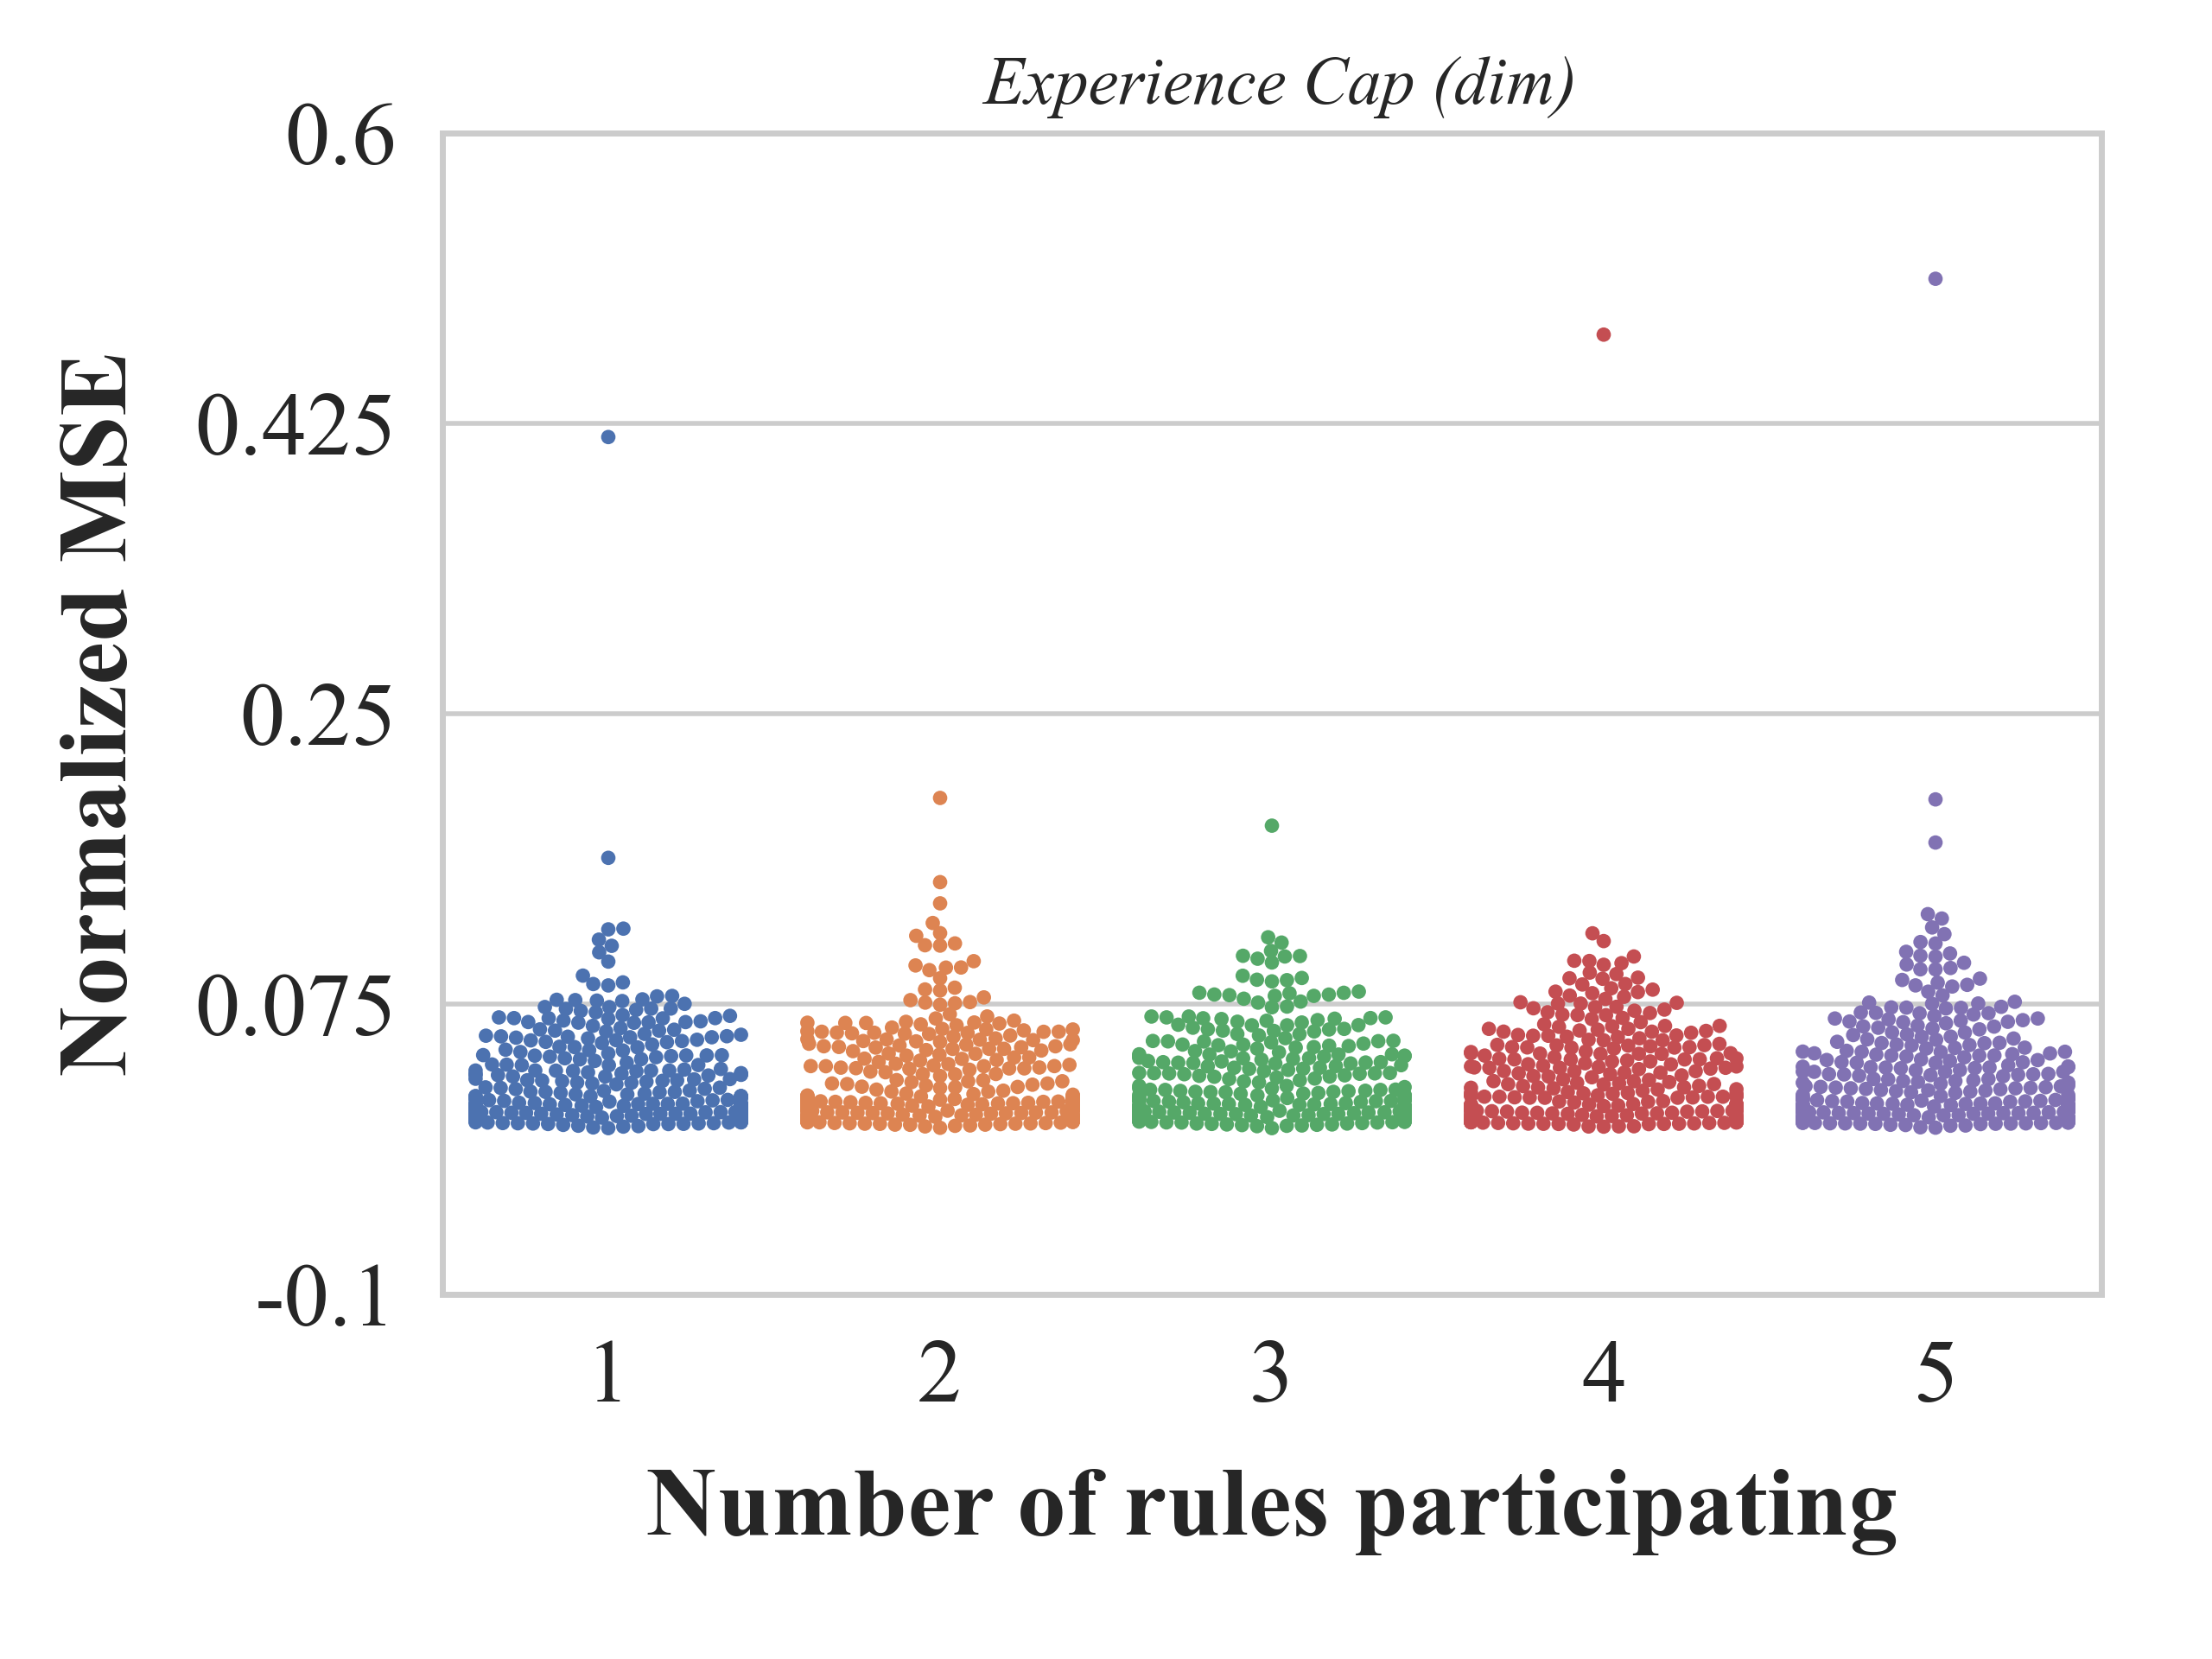 Experience Cap (dim)
0.6
0.425
0.25
0.075
-0.1
Normalized MSE
1 2 3 4 5
Number of rules participating